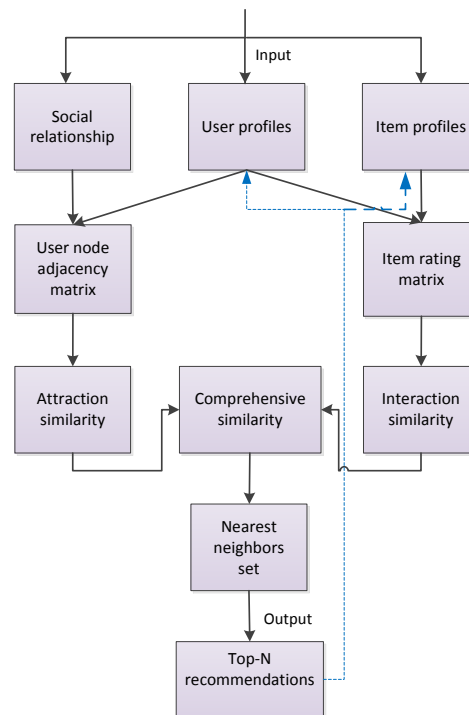 Input
Social
relationship
User profiles
Item profiles
User node
adjacency
matrix
Item rating
matrix
Attraction
similarity
Comprehensive
similarity
Interaction
similarity
Nearest
neighbors
set
Output
Top-N
recommendations